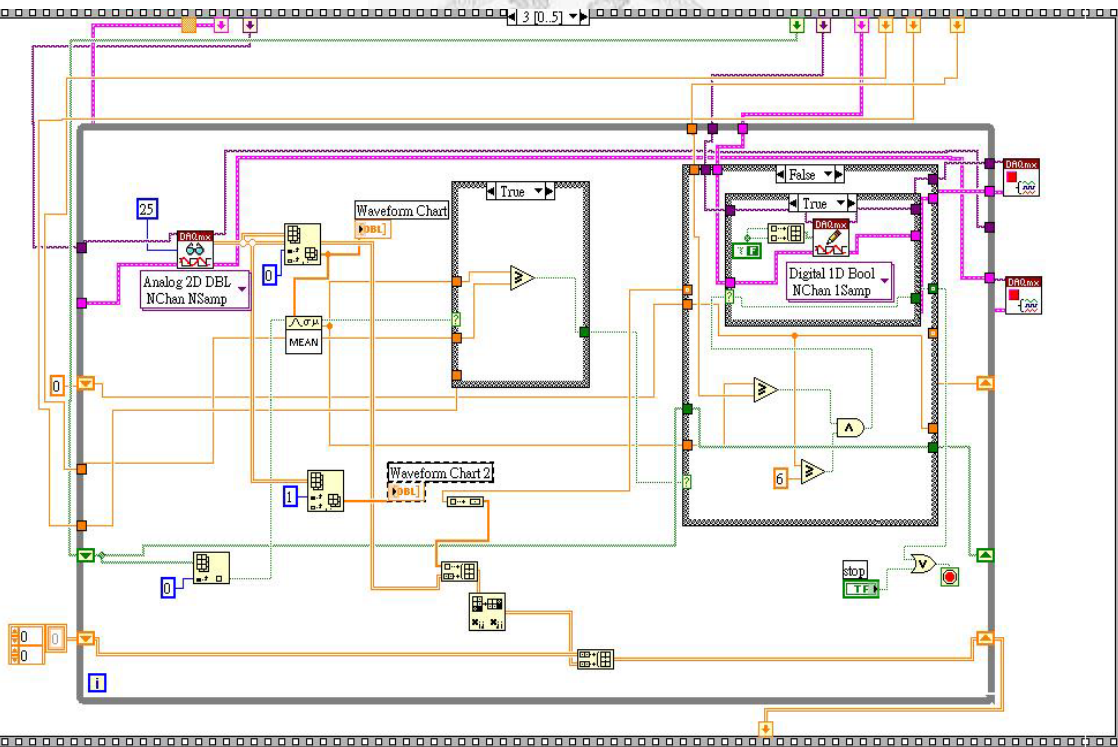 3 [0..5]
DAQmx
False
True
True
25
Waveform Chart
DBL]
DAQmx
DAQmx
0
Analog 2D DBL
NChan NSamp
TF
Digital 1D Bool
NChan 1Samp
DAQmx
σ μ
MEAN
?
?
0
Λ
Waveform Chart 2
DBL]
6
1
?
stop
V
TF
0
0
0
0
i